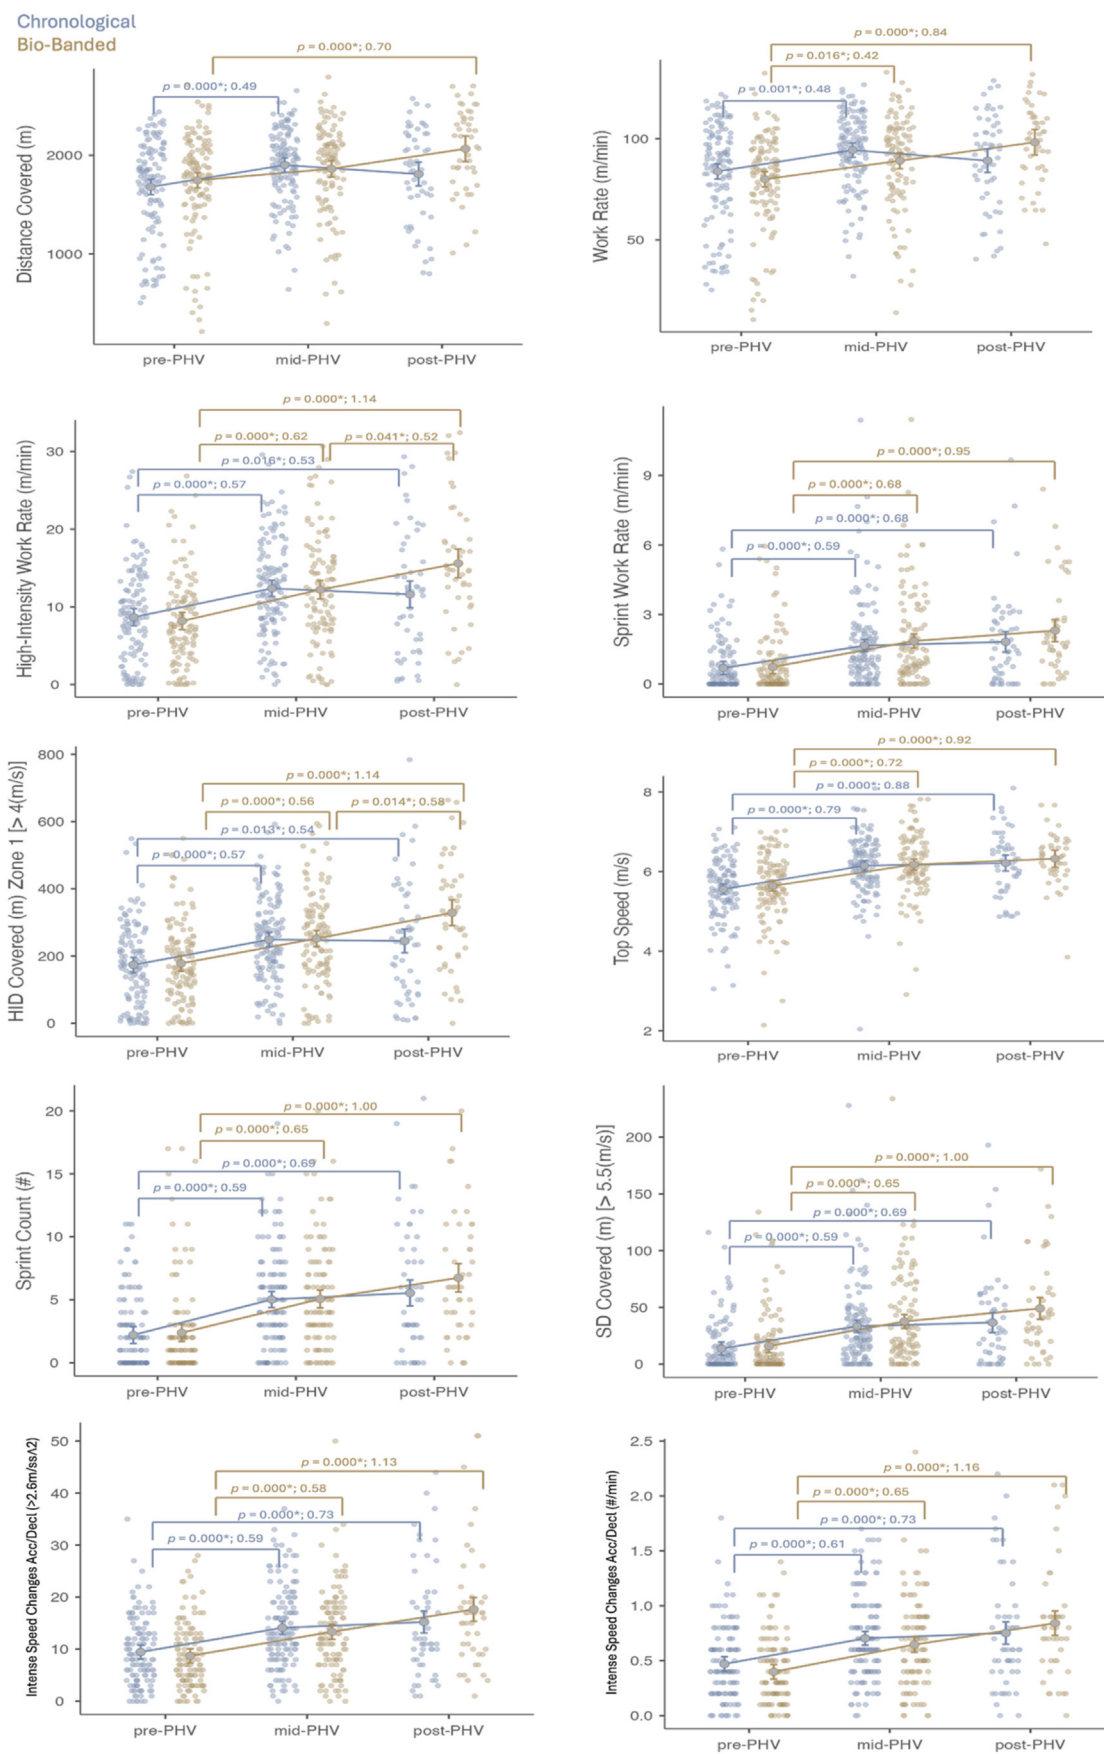 Chronological
Bio-Banded
p = 0.000*; 0.70
p = 0.000*; 0.49
Distance Covered (m)
2000
1000
pre-PHV mid-PHV post-PHV
p = 0.000*; 0.84
p = 0.016*; 0.42
p = 0.001*; 0.48
Work Rate (m/min)
100
50
pre-PHV mid-PHV post-PHV
p = 0.000*; 1.14
p = 0.000*; 0.62 p = 0.041*; 0.52
p = 0.016*; 0.53
p = 0.000*; 0.57
High-Intensity Work Rate (m/min)
30
20
10
0
pre-PHV mid-PHV post-PHV
p = 0.000*; 0.95
p = 0.000*; 0.68
p = 0.000*; 0.68
p = 0.000*; 0.59
Sprint Work Rate (m/min)
9
6
3
0
pre-PHV mid-PHV post-PHV
p = 0.000*; 1.14
p = 0.000*; 0.56 p = 0.014*; 0.58
p = 0.013*; 0.54
p = 0.000*; 0.57
HID Covered (m) Zone 1 [> 4(m/s)]
800
600
400
200
0
pre-PHV mid-PHV post-PHV
p = 0.000*; 0.92
p = 0.000*; 0.72
p = 0.000*; 0.88
p = 0.000*; 0.79
Top Speed (m/s)
8
6
4
2
pre-PHV mid-PHV post-PHV
p = 0.000*; 1.00
p = 0.000*; 0.65
p = 0.000*; 0.69
p = 0.000*; 0.59
Sprint Count (#)
20
15
10
5
0
pre-PHV mid-PHV post-PHV
p = 0.000*; 1.00
p = 0.000*; 0.65
p = 0.000*; 0.69
p = 0.000*; 0.59
SD Covered (m) [> 5.5(m/s)]
200
150
100
50
0
pre-PHV mid-PHV post-PHV
p = 0.000*; 1.13
p = 0.000*; 0.58
p = 0.000*; 0.73
p = 0.000*; 0.59
Intense Speed Changes Acc/Decl (>2.6m/ss^2)
50
40
30
20
10
0
pre-PHV mid-PHV post-PHV
p = 0.000*; 1.16
p = 0.000*; 0.65
p = 0.000*; 0.73
p = 0.000*; 0.61
Intense Speed Changes Acc/Decl (#/min)
2.5
2.0
1.5
1.0
0.5
0.0
pre-PHV mid-PHV post-PHV